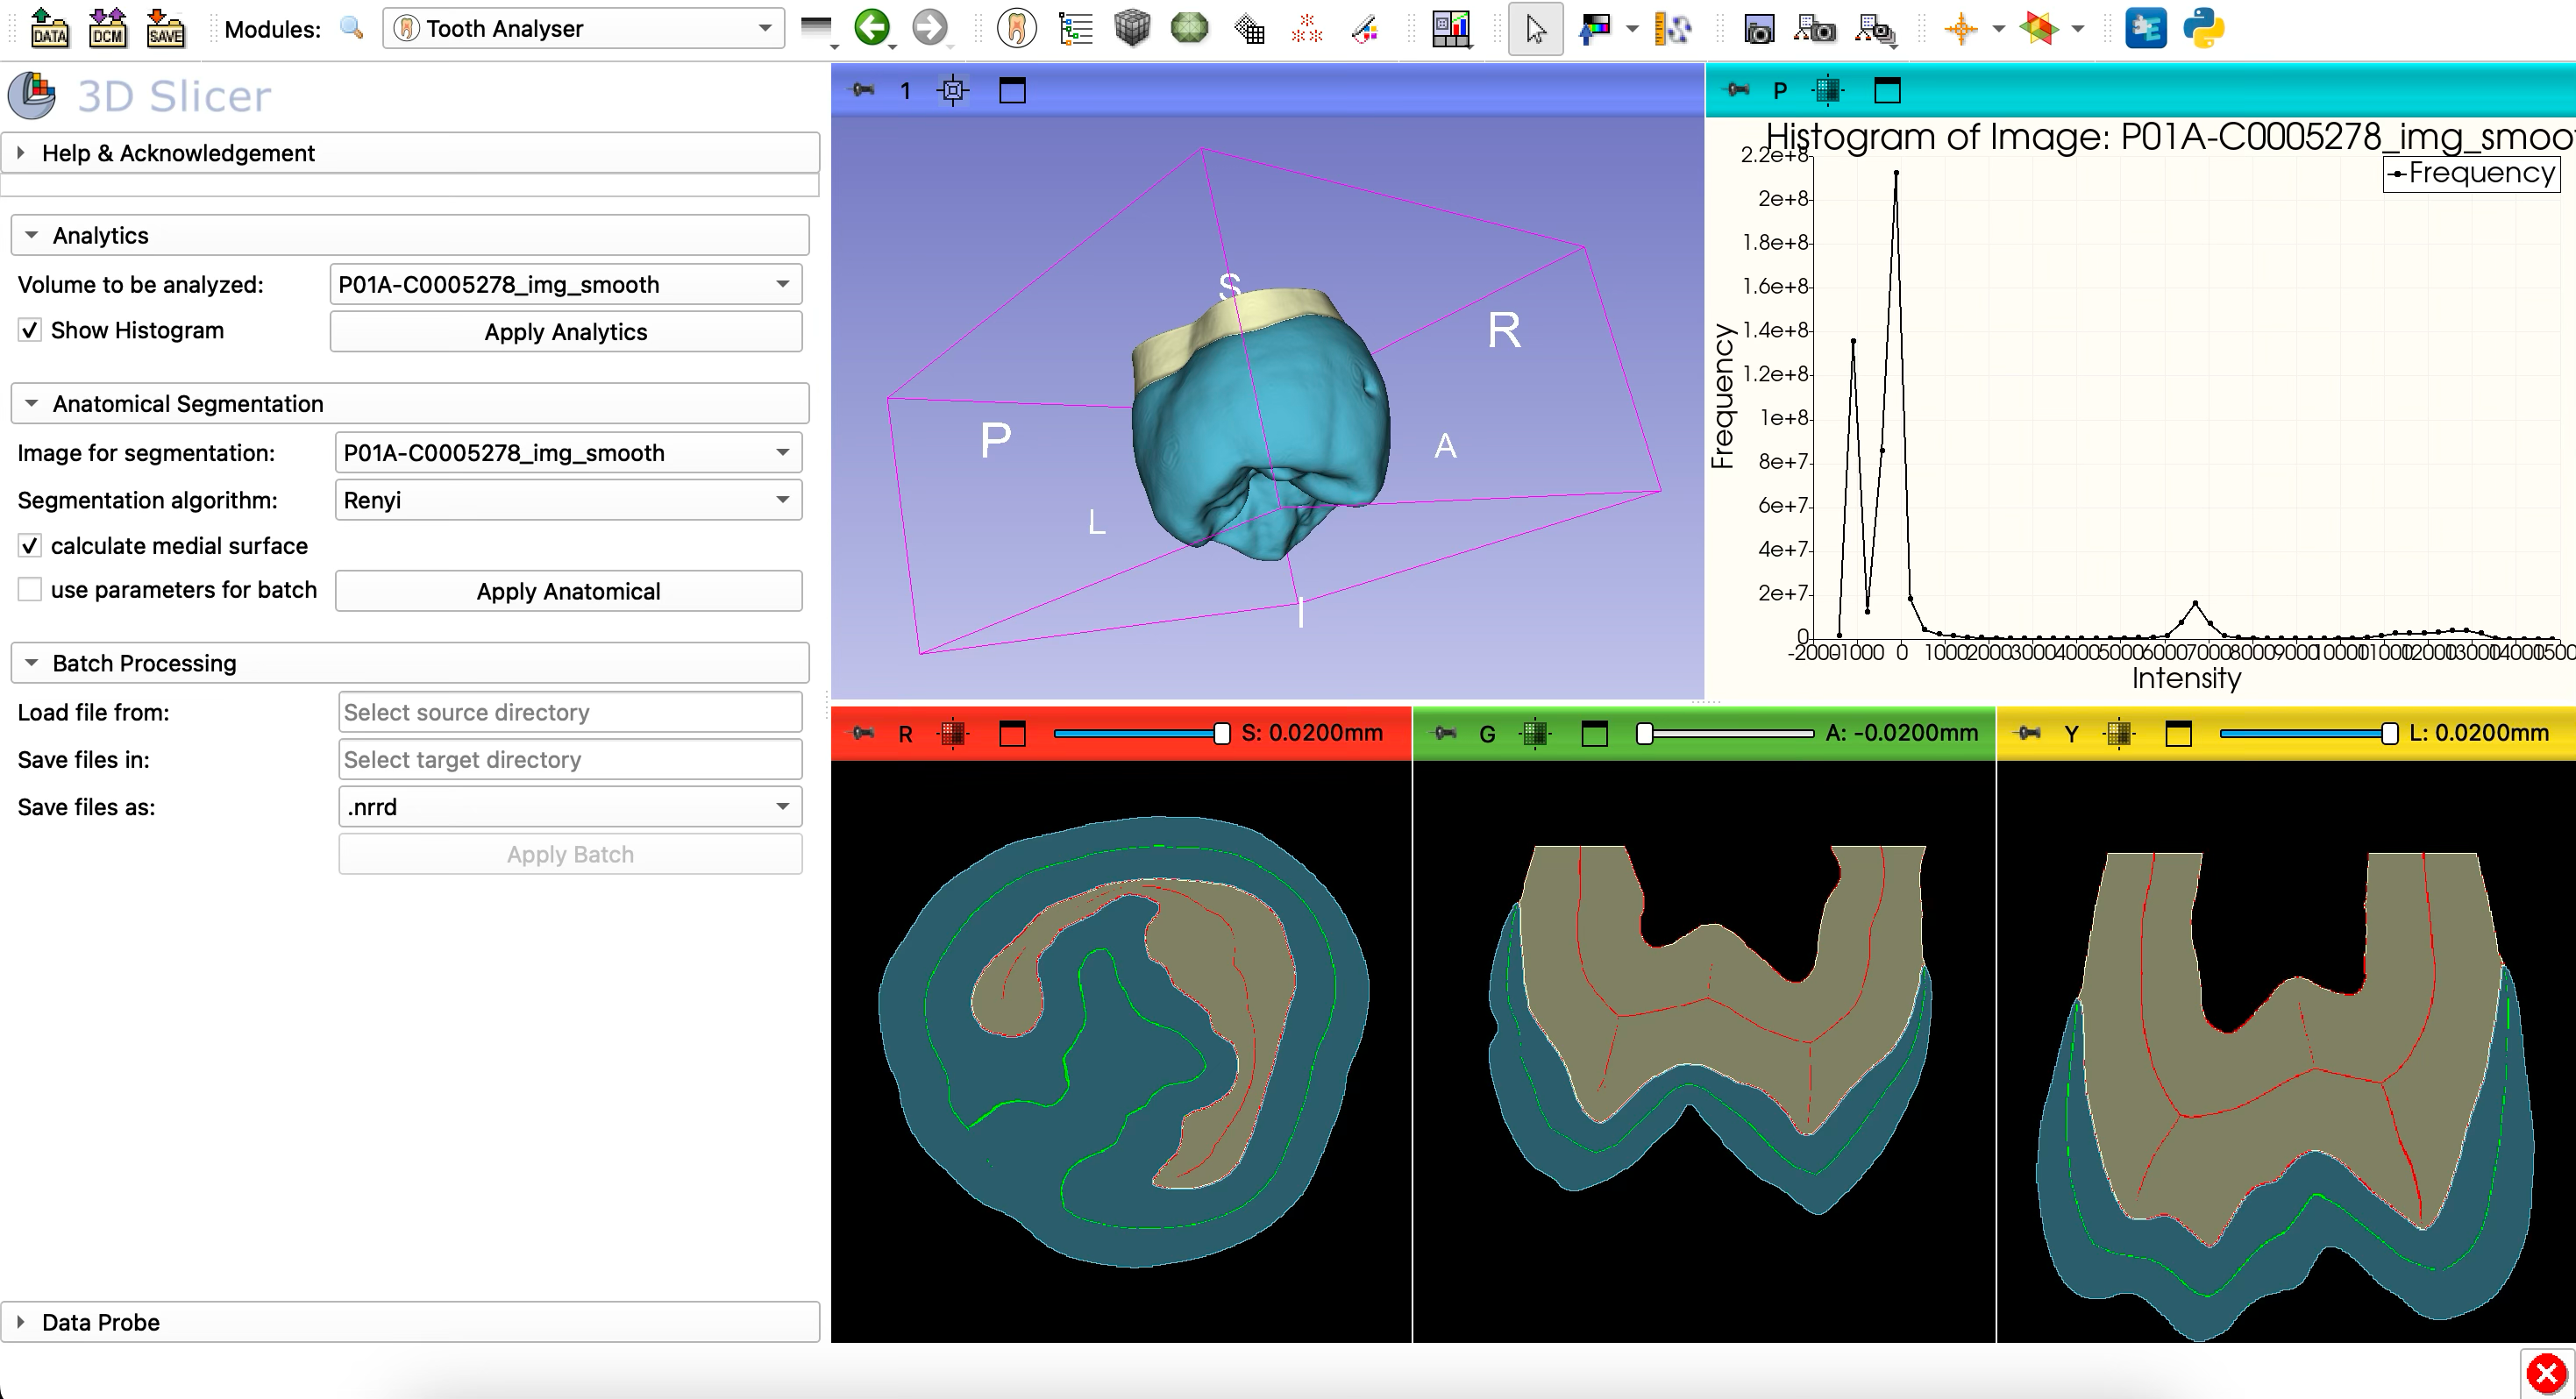 DATA DCM SAVE Modules: Tooth Analyser
3D Slicer
Help & Acknowledgement
Analytics
Volume to be analyzed: P01A-C0005278_img_smooth
Show Histogram Apply Analytics
Anatomical Segmentation
Image for segmentation: P01A-C0005278_img_smooth
Segmentation algorithm: Renyi
calculate medial surface
use parameters for batch Apply Anatomical
Batch Processing
Load file from: Select source directory
Save files in: Select target directory
Save files as: .nrrd
Apply Batch
Data Probe
1
S
R
P
A
L
I
P
Histogram of Image: P01A-C0005278_img_smoo
Frequency
2.2e+8
2e+8
1.8e+8
1.6e+8
1.4e+8
1.2e+8
1e+8
8e+7
6e+7
4e+7
2e+7
0
Frequency
-2000 -1000 0 1000 2000 3000 4000 5000 6000 7000 8000 9000 10000 11000 12000 13000 14000 1500
Intensity
R S: 0.0200mm
G A: -0.0200mm
Y L: 0.0200mm